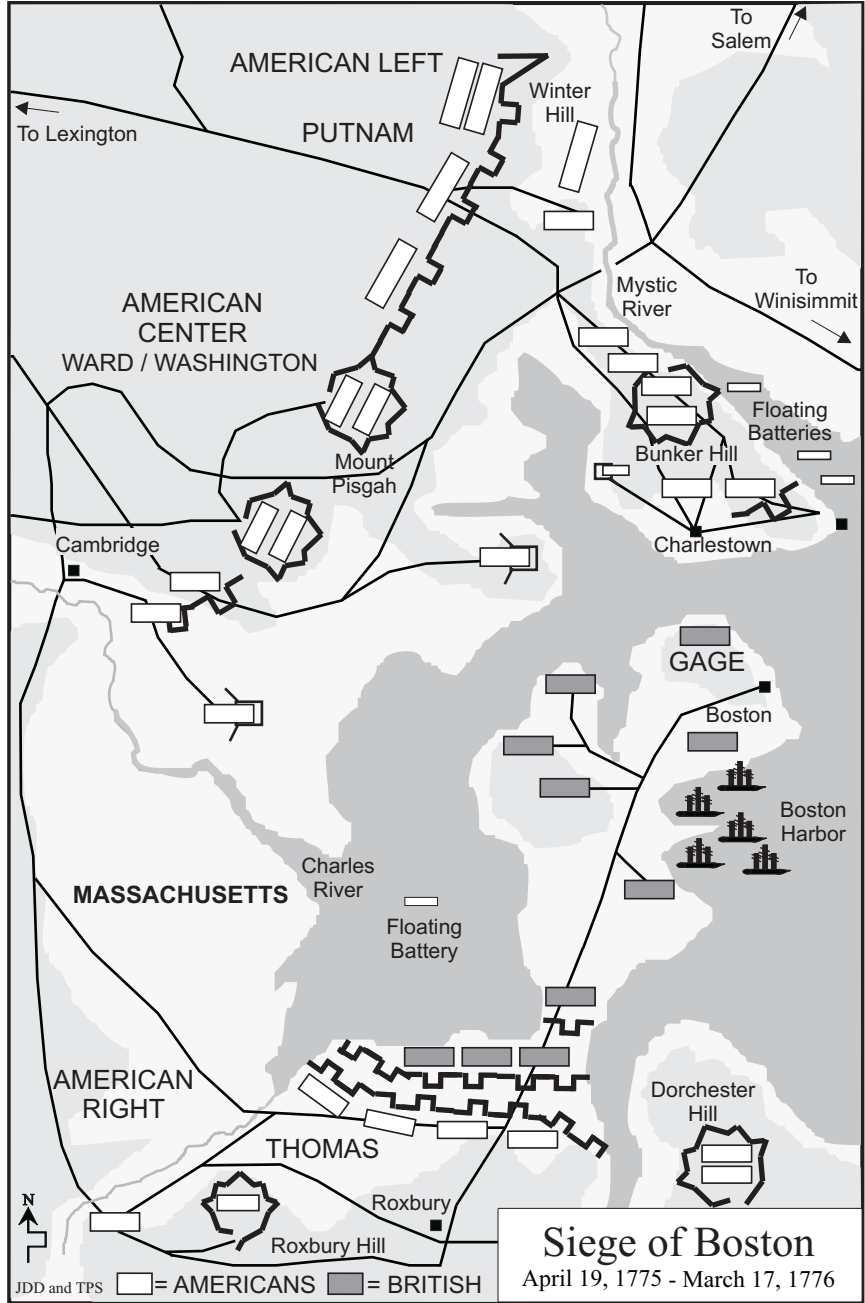 To
Salem
AMERICAN LEFT
Winter
Hill
PUTNAM
To Lexington
To
Winisimmit
Mystic
River
AMERICAN
CENTER
WARD / WASHINGTON
Floating
Batteries
Bunker Hill
Mount
Pisgah
Cambridge
Charlestown
GAGE
Boston
Boston
Harbor
Charles
River
MASSACHUSETTS
Floating
Battery
AMERICAN
RIGHT
Dorchester
Hill
THOMAS
Roxbury
Roxbury Hill
N
Siege of Boston
April 19, 1775 - March 17, 1776
JDD and TPS
= AMERICANS
= BRITISH